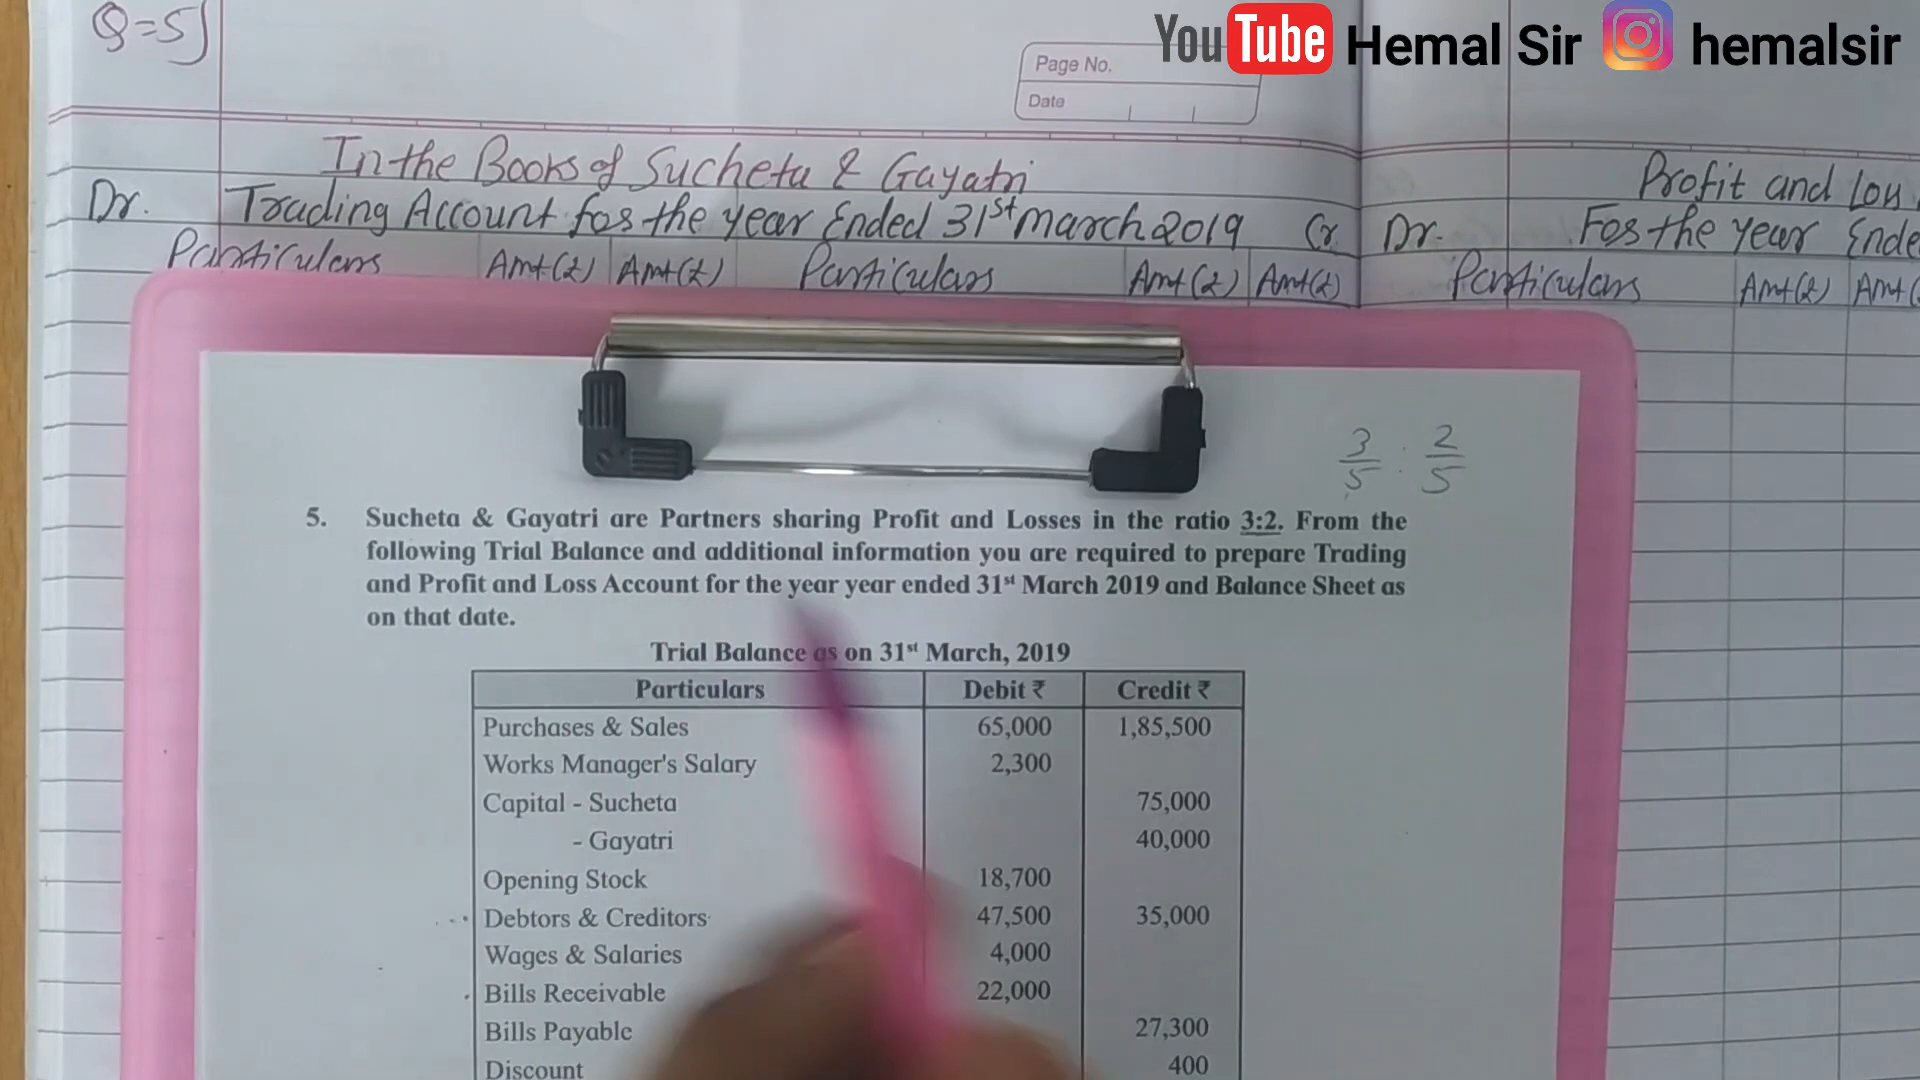 Q=5)
YouTube Hemal Sir hemalsir
Page No.
Date
In the Books of Sucheta & Gayatri
Dr. Trading Account for the year Ended 31st march 2019 Cr.
Particulars Amt(₹) Amt(₹) Particulars Amt(₹) Amt(₹)
Profit and Loss
Dr. For the year Ende
Particulars Amt(₹) Amt(
3/5 : 2/5
5. Sucheta & Gayatri are Partners sharing Profit and Losses in the ratio 3:2. From the
following Trial Balance and additional information you are required to prepare Trading
and Profit and Loss Account for the year year ended 31st March 2019 and Balance Sheet as
on that date.
Trial Balance as on 31st March, 2019
Particulars Debit ₹ Credit ₹
Purchases & Sales 65,000 1,85,500
Works Manager's Salary 2,300
Capital - Sucheta 75,000
- Gayatri 40,000
Opening Stock 18,700
Debtors & Creditors 47,500 35,000
Wages & Salaries 4,000
Bills Receivable 22,000
Bills Payable 27,300
Discount 400